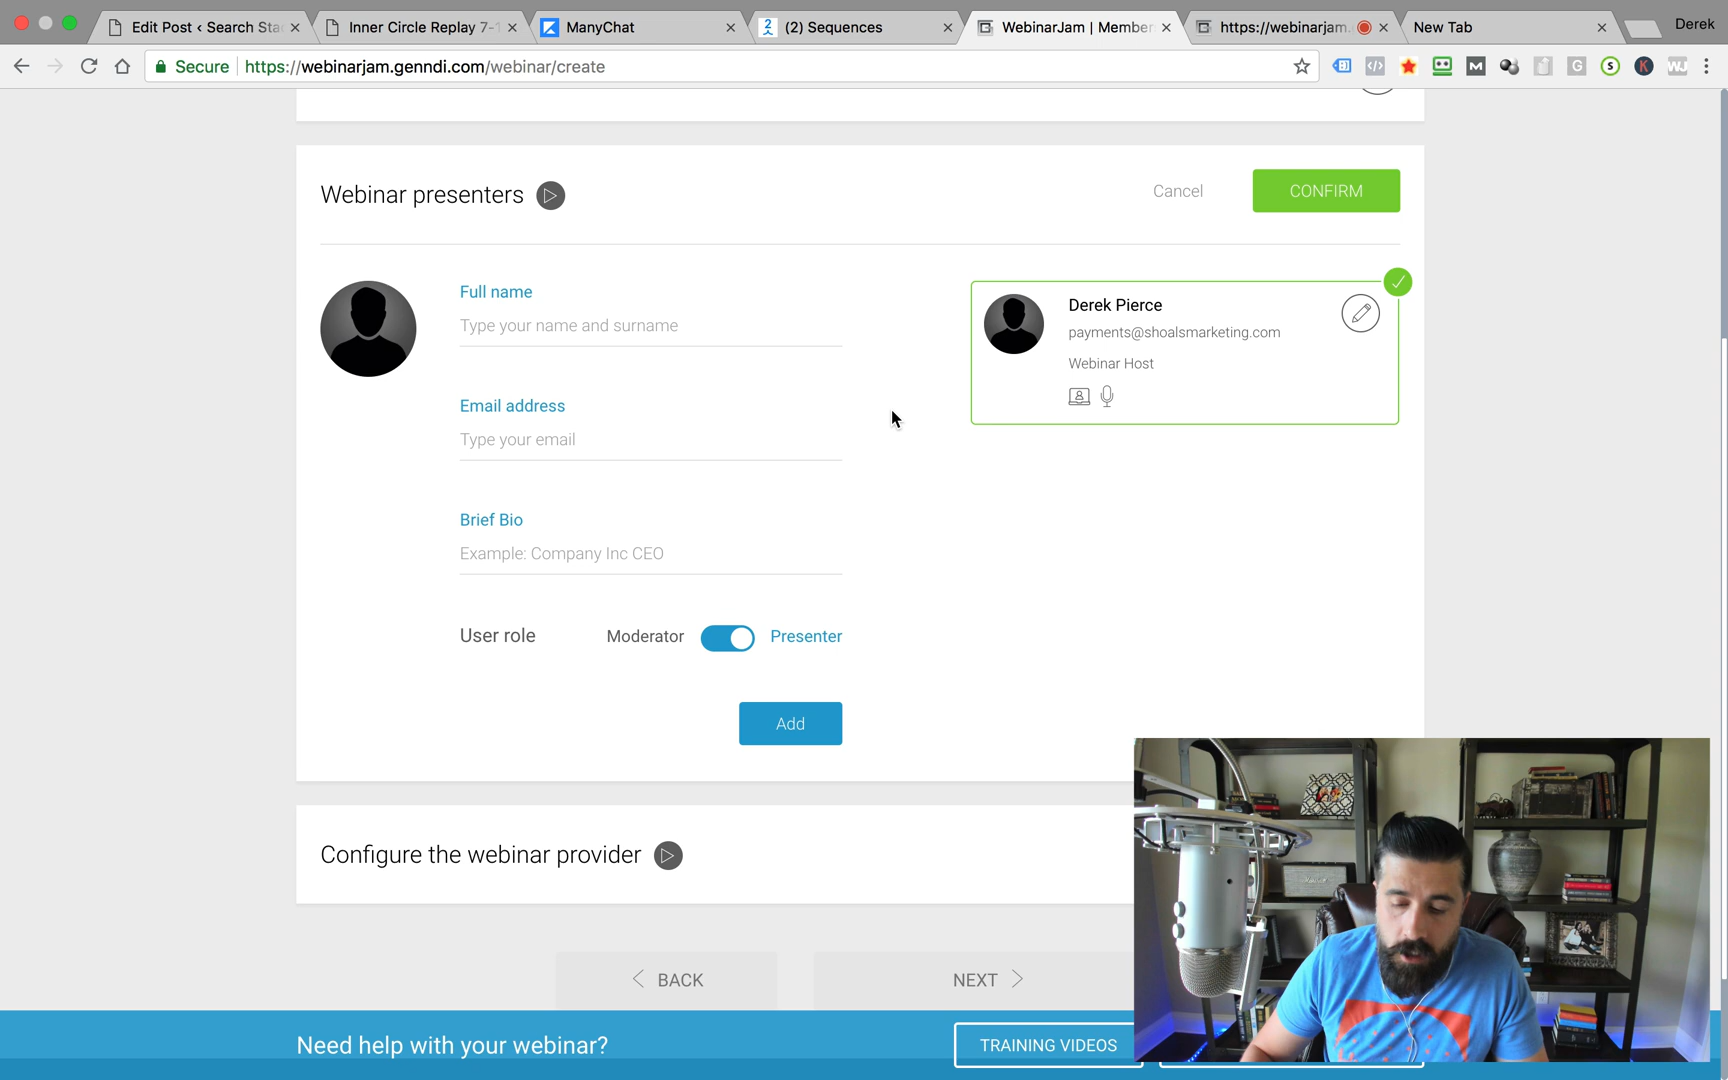 Edit Post ‹ Search Sta
Inner Circle Replay 7-1
ManyChat
(2) Sequences
WebinarJam | Member
https://webinarjam.
New Tab
Derek
Secure
https://webinarjam.genndi.com/webinar/create
Webinar presenters
Cancel
CONFIRM
Full name
Type your name and surname
Derek Pierce
payments@shoalsmarketing.com
Webinar Host
Email address
Type your email
Brief Bio
Example: Company Inc CEO
User role
Moderator
Presenter
Add
Configure the webinar provider
BACK
NEXT
Need help with your webinar?
TRAINING VIDEOS